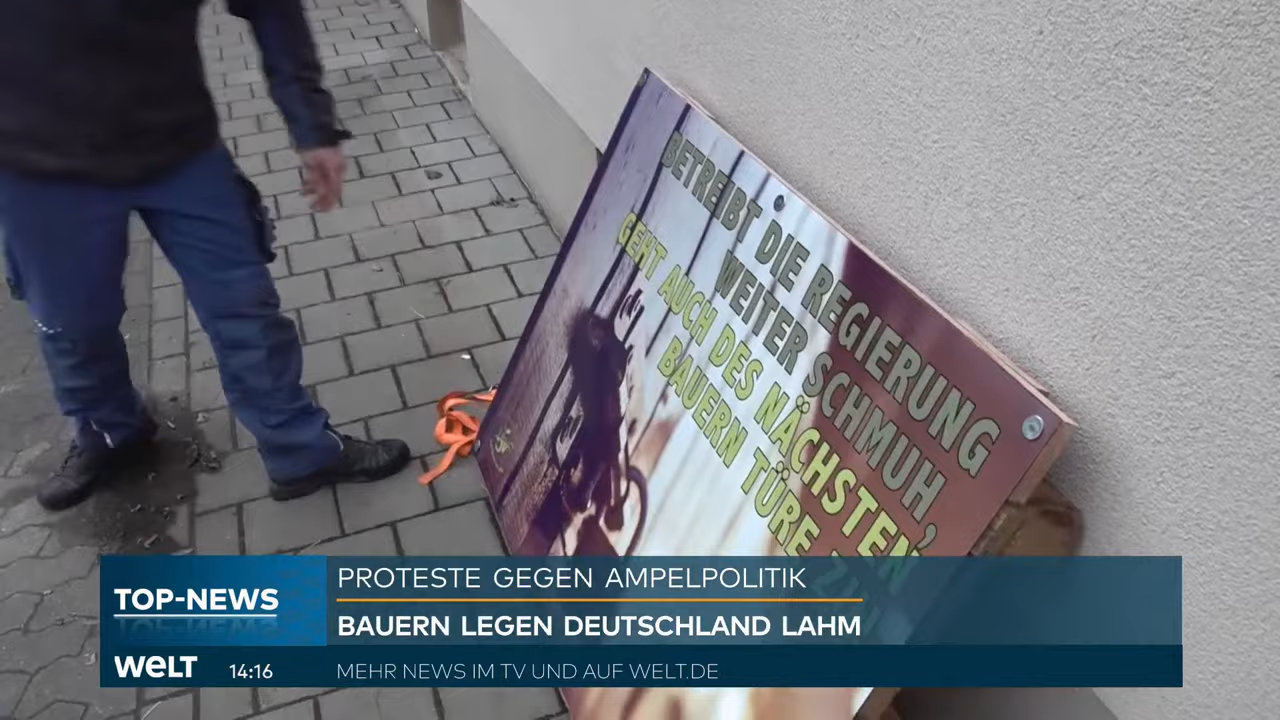 BETREIBT DIE REGIERUNG
WEITER SCHMUH,
GEHT AUCH DES NÄCHSTEN
BAUERN TÜRE
TOP-NEWS
PROTESTE GEGEN AMPELPOLITIK
BAUERN LEGEN DEUTSCHLAND LAHM
WELT 14:16
MEHR NEWS IM TV UND AUF WELT.DE